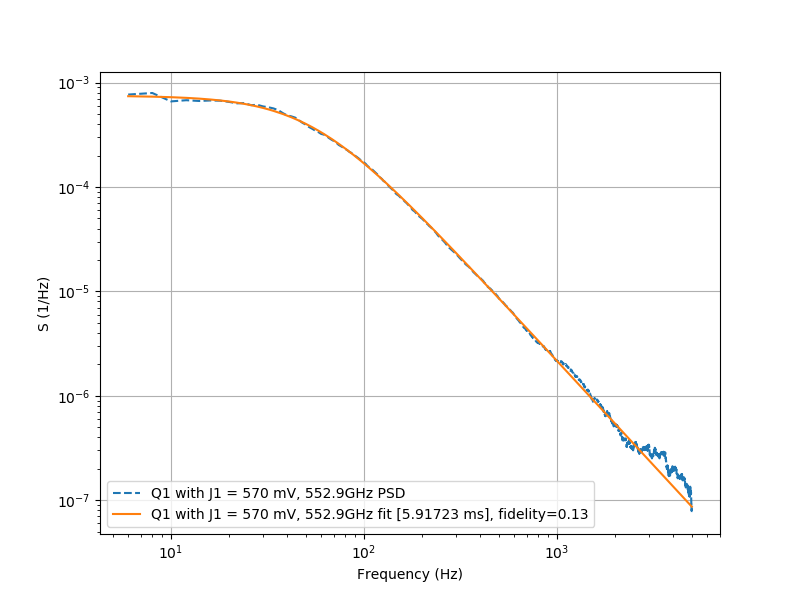 10⁻³
10⁻⁴
10⁻⁵
10⁻⁶
10⁻⁷
S (1/Hz)
Q1 with J1 = 570 mV, 552.9GHz PSD
Q1 with J1 = 570 mV, 552.9GHz fit [5.91723 ms], fidelity=0.13
10¹ 10² 10³
Frequency (Hz)